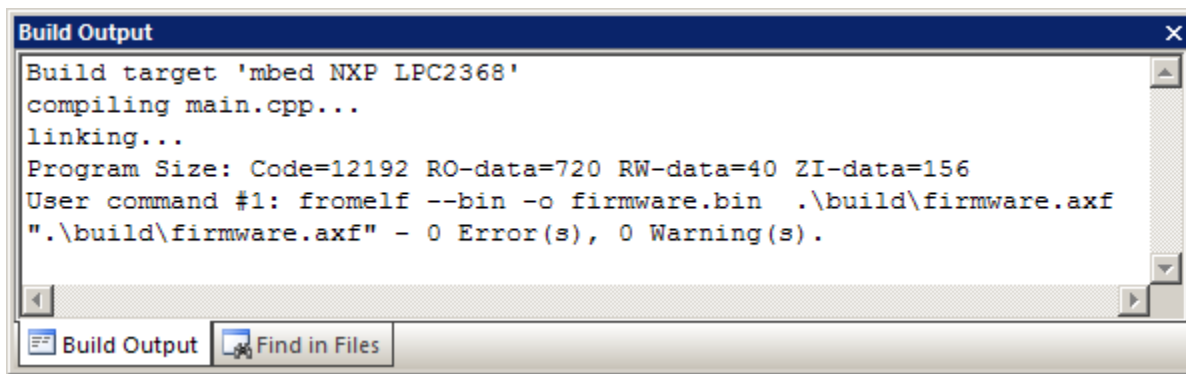 Build Output
Build target 'mbed NXP LPC2368'
compiling main.cpp...
linking...
Program Size: Code=12192 RO-data=720 RW-data=40 ZI-data=156
User command #1: fromelf --bin -o firmware.bin  .\build\firmware.axf
".\build\firmware.axf" - 0 Error(s), 0 Warning(s).
Build Output Find in Files